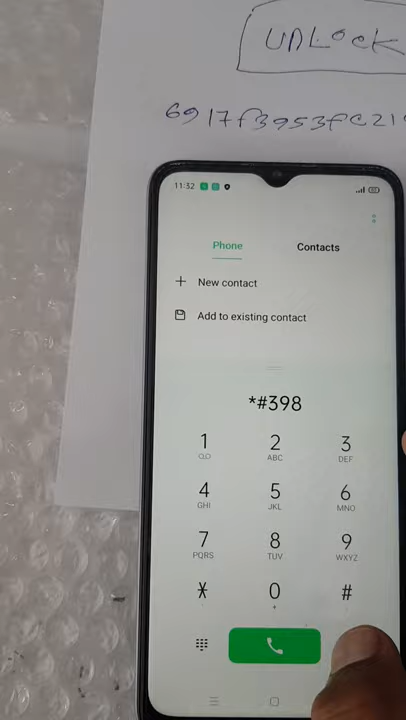 UNLOCK
6917f3953fc21
11:32
Phone Contacts
New contact
Add to existing contact
*#398
1 2 3
ABC DEF
4 5 6
GHI JKL MNO
7 8 9
PQRS TUV WXYZ
* 0 #
+